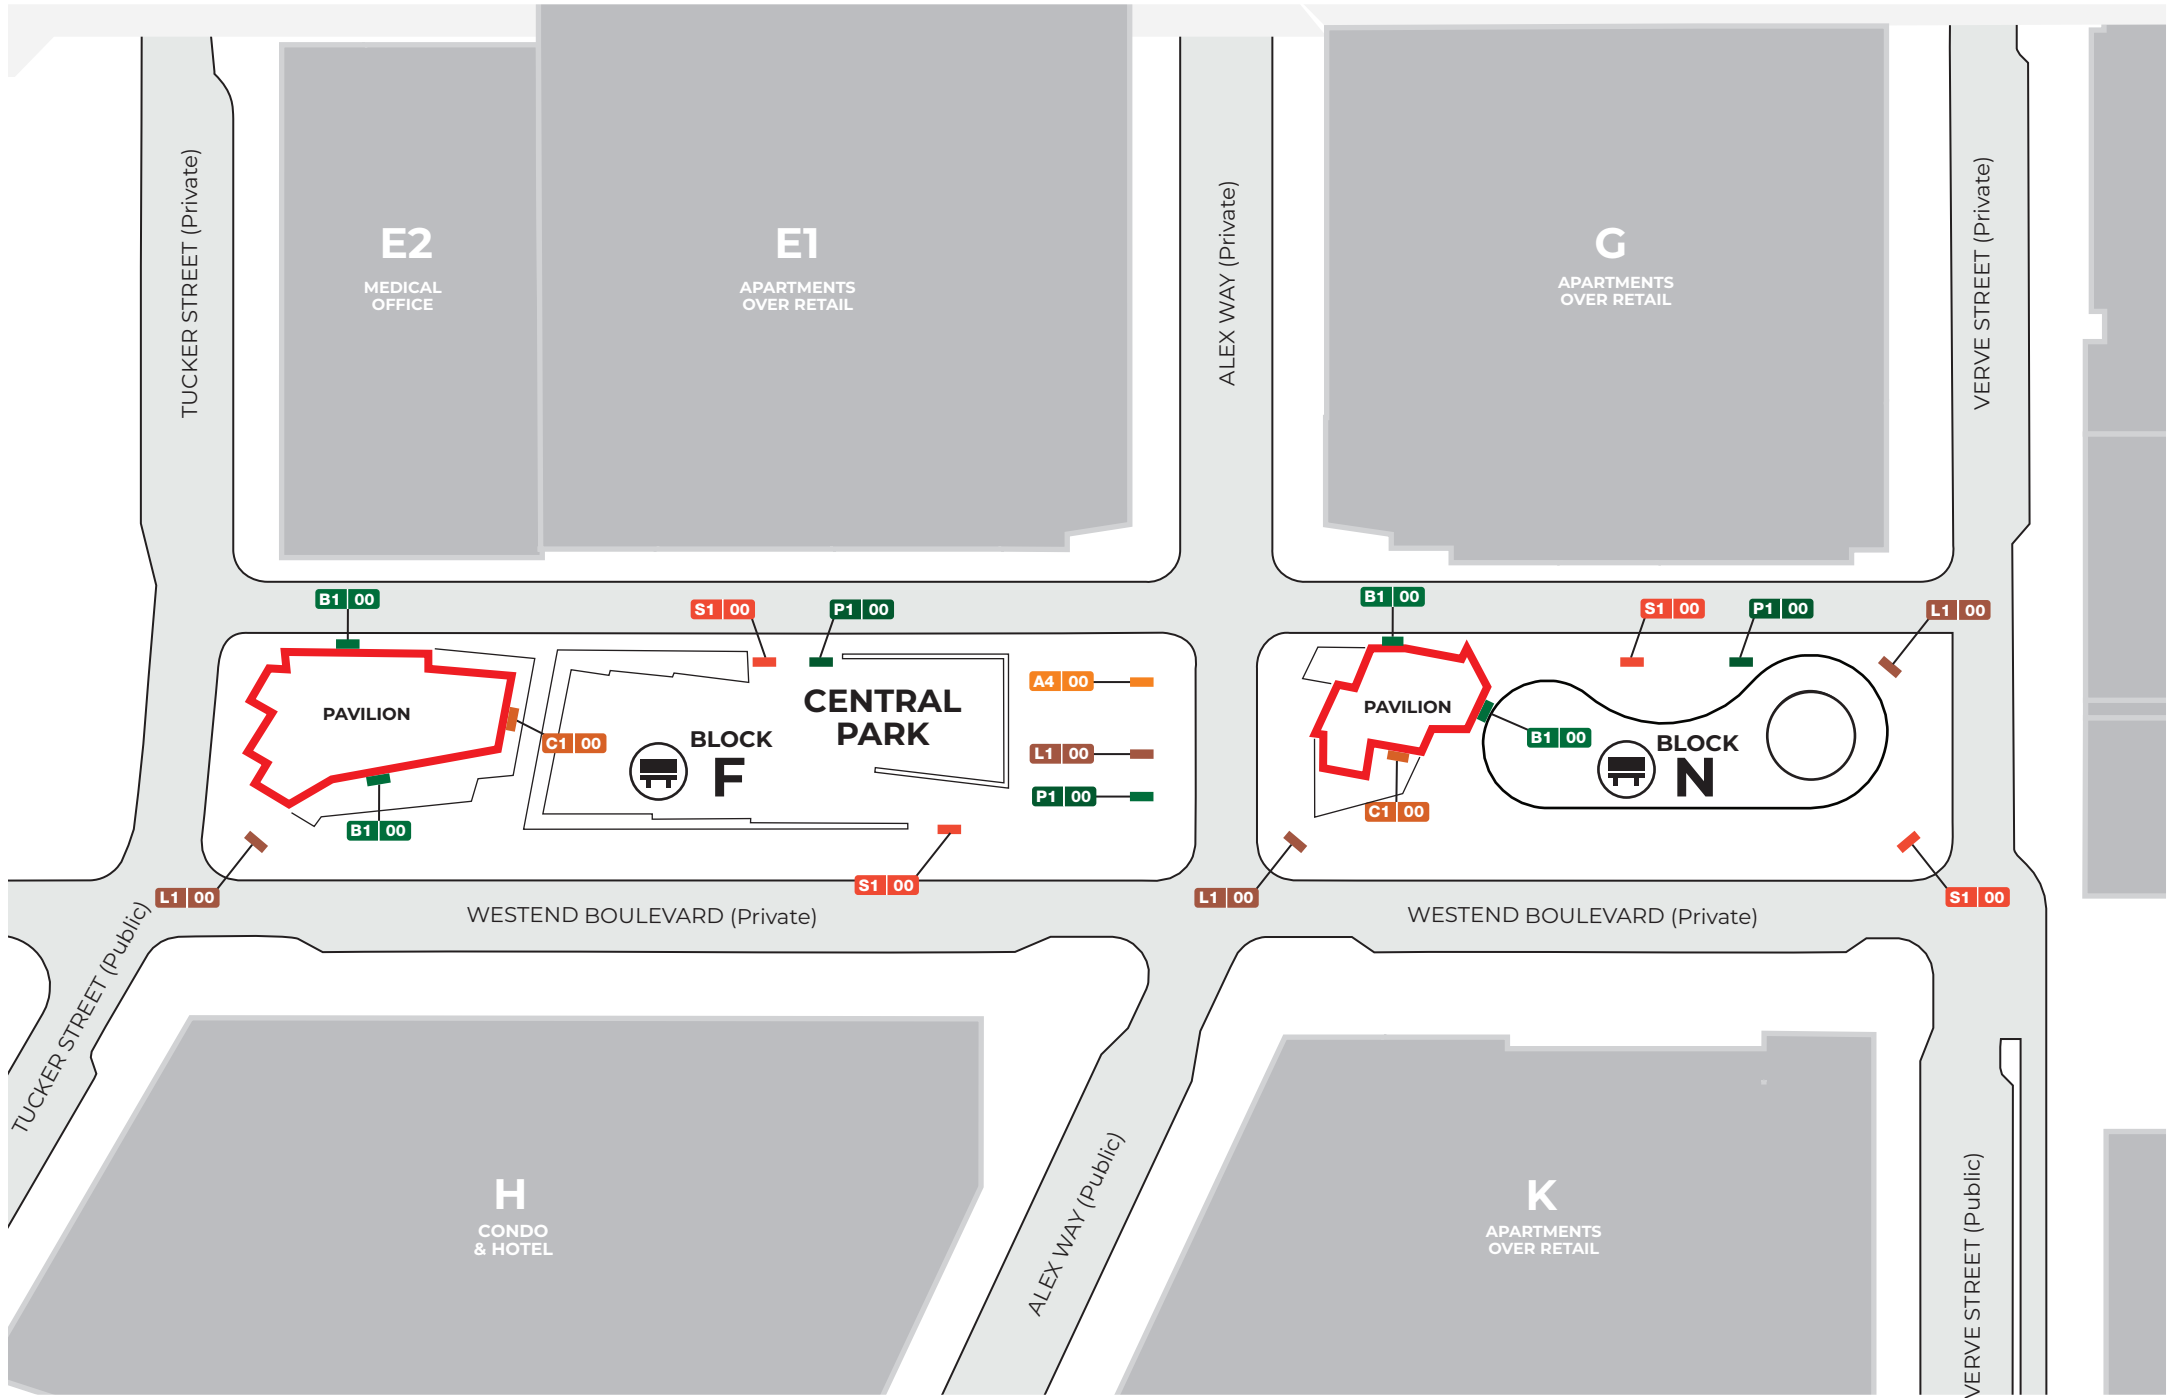 TUCKER STREET (Private)
E2
MEDICAL
OFFICE
E1
APARTMENTS
OVER RETAIL
ALEX WAY (Private)
G
APARTMENTS
OVER RETAIL
VERVE STREET (Private)
B1 00
S1 00
P1 00
B1 00
S1 00
P1 00
L1 00
PAVILION
C1 00
B1 00
L1 00
BLOCK
F
CENTRAL
PARK
A4 00
L1 00
P1 00
S1 00
PAVILION
B1 00
C1 00
L1 00
BLOCK
N
S1 00
WESTEND BOULEVARD (Private)
WESTEND BOULEVARD (Private)
TUCKER STREET (Public)
H
CONDO
& HOTEL
ALEX WAY (Public)
K
APARTMENTS
OVER RETAIL
VERVE STREET (Public)